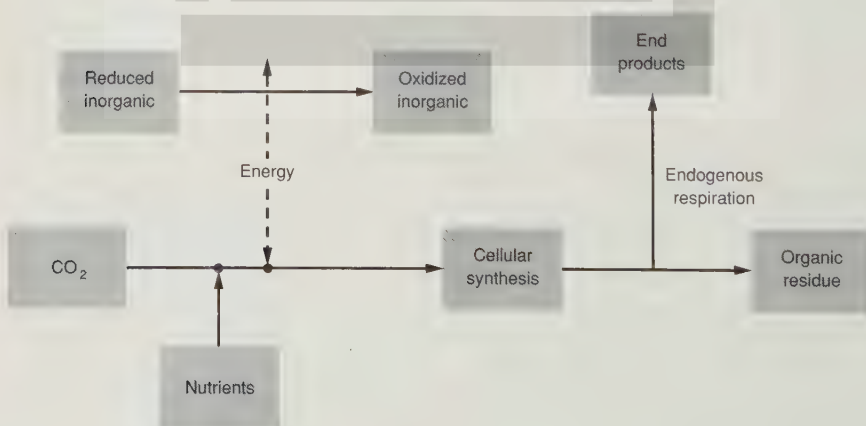 End
products
Reduced
inorganic
Oxidized
inorganic
Energy
Endogenous
respiration
CO₂
Cellular
synthesis
Organic
residue
Nutrients